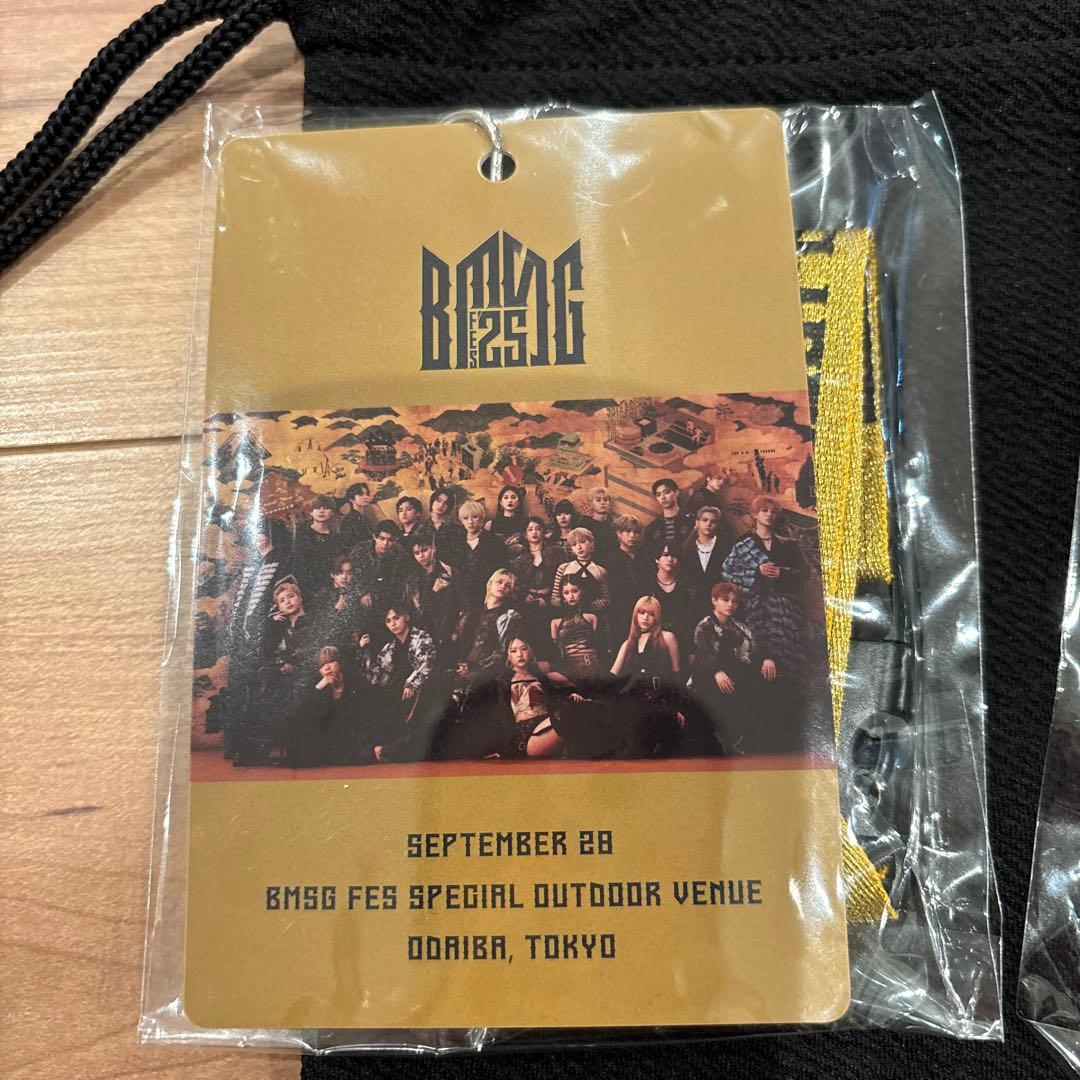 BMSG
FES
'25
SEPTEMBER 28
BMSG FES SPECIAL OUTDOOR VENUE
ODAIBA, TOKYO